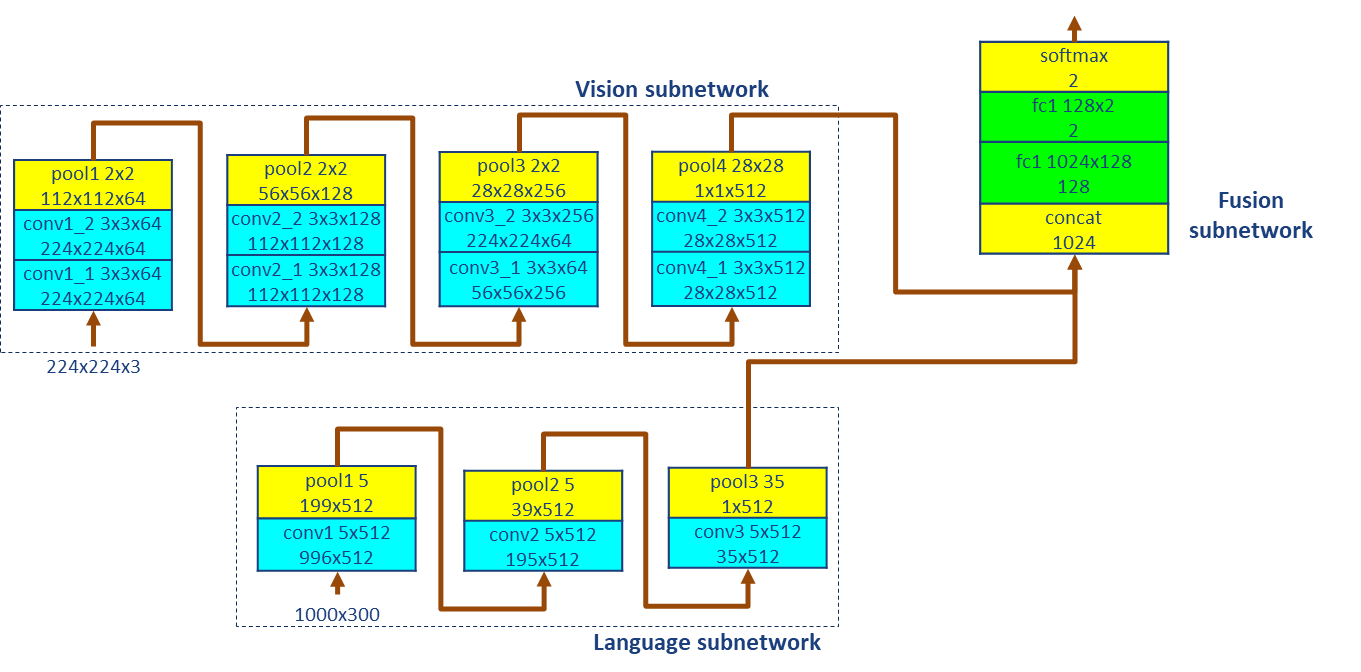 Vision subnetwork
pool1 2x2
112x112x64
conv1_2 3x3x64
224x224x64
conv1_1 3x3x64
224x224x64
224x224x3
pool2 2x2
56x56x128
conv2_2 3x3x128
112x112x128
conv2_1 3x3x128
112x112x128
pool3 2x2
28x28x256
conv3_2 3x3x256
224x224x64
conv3_1 3x3x64
56x56x256
pool4 28x28
1x1x512
conv4_2 3x3x512
28x28x512
conv4_1 3x3x512
28x28x512
softmax
2
fc1 128x2
2
fc1 1024x128
128
concat
1024
Fusion
subnetwork
pool1 5
199x512
conv1 5x512
996x512
1000x300
pool2 5
39x512
conv2 5x512
195x512
pool3 35
1x512
conv3 5x512
35x512
Language subnetwork